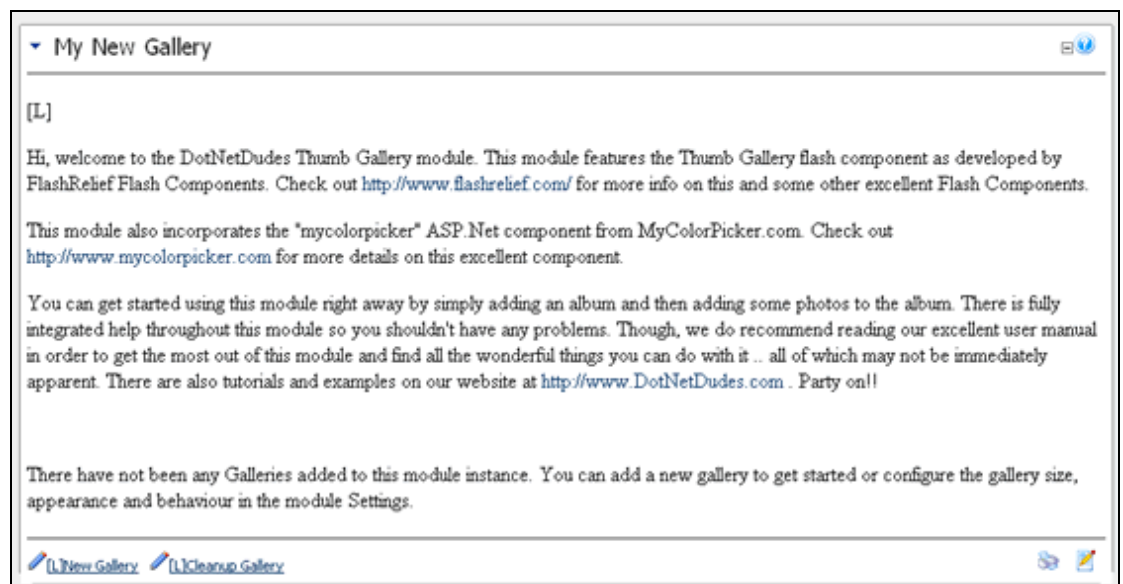 My New Gallery
[L]
Hi, welcome to the DotNetDudes Thumb Gallery module. This module features the Thumb Gallery flash component as developed by
FlashRelief Flash Components. Check out http://www.flashrelief.com/ for more info on this and some other excellent Flash Components.
This module also incorporates the "mycolorpicker" ASP.Net component from MyColorPicker.com. Check out
http://www.mycolorpicker.com for more details on this excellent component.
You can get started using this module right away by simply adding an album and then adding some photos to the album. There is fully
integrated help throughout this module so you shouldn't have any problems. Though, we do recommend reading our excellent user manual
in order to get the most out of this module and find all the wonderful things you can do with it .. all of which may not be immediately
apparent. There are also tutorials and examples on our website at http://www.DotNetDudes.com . Party on!!
There have not been any Galleries added to this module instance. You can add a new gallery to get started or configure the gallery size,
appearance and behaviour in the module Settings.
[L]New Gallery [L]Cleanup Gallery